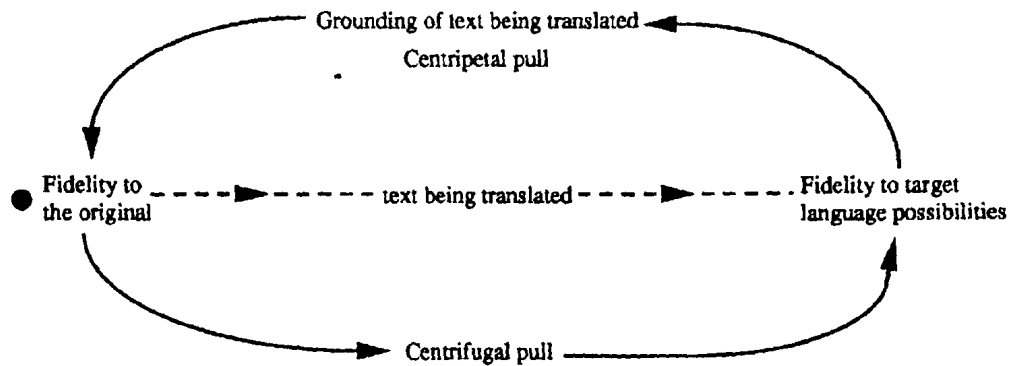 Grounding of text being translated
Centripetal pull
Fidelity to
the original
text being translated
Fidelity to target
language possibilities
Centrifugal pull